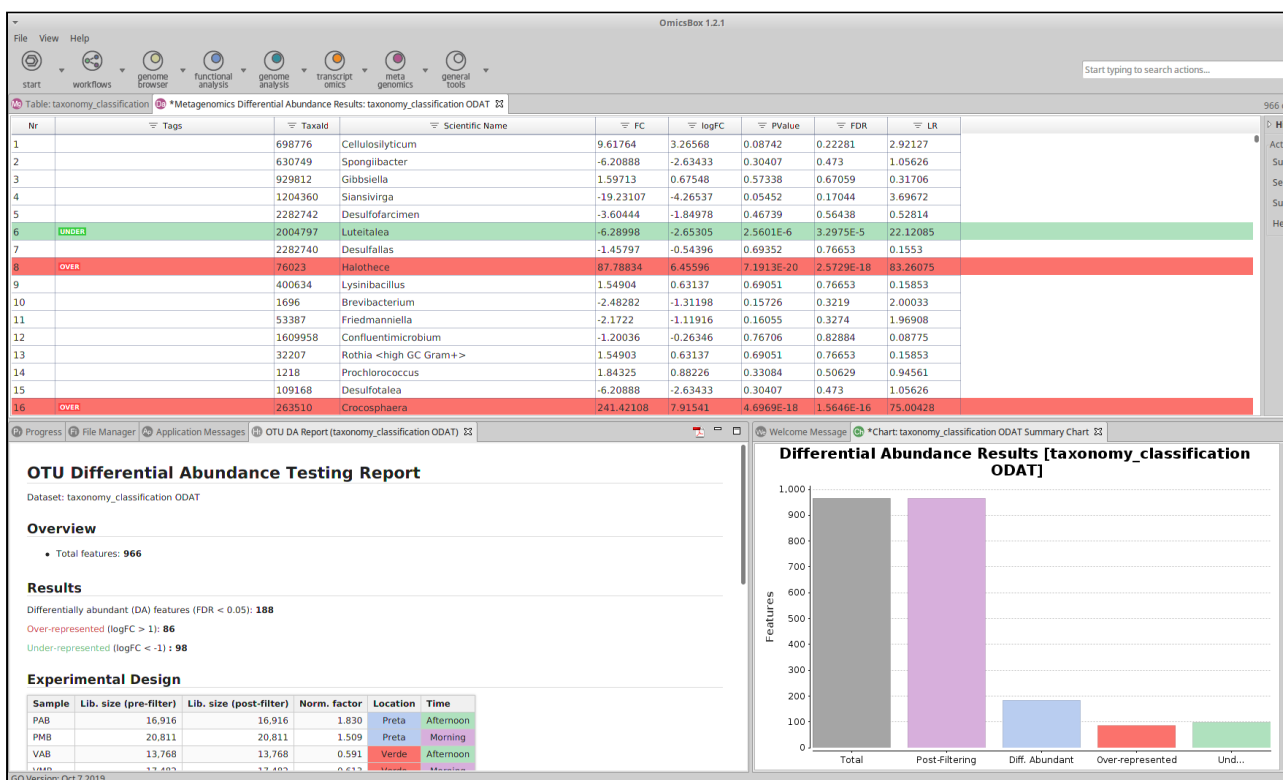 OmicsBox 1.2.1
File View Help
start workflows genome browser functional analysis genome analysis transcript omics meta genomics general tools
Start typing to search actions...
Table: taxonomy_classification *Metagenomics Differential Abundance Results: taxonomy_classification ODAT 966
Nr Tags TaxaId Scientific Name FC logFC PValue FDR LR
1 698776 Cellulosilyticum 9.61764 3.26568 0.08742 0.22281 2.92127
2 630749 Spongiibacter -6.20888 -2.63433 0.30407 0.473 1.05626
3 929812 Gibbsiella 1.59713 0.67548 0.57338 0.67059 0.31706
4 1204360 Siansivirga -19.23107 -4.26537 0.05452 0.17044 3.69672
5 2282742 Desulfofarcimen -3.60444 -1.84978 0.46739 0.56438 0.52814
6 UNDER 2004797 Luteitalea -6.28998 -2.65305 2.5601E-6 3.2975E-5 22.12085
7 2282740 Desulfallas -1.45797 -0.54396 0.69352 0.76653 0.1553
8 OVER 76023 Halothece 87.78834 6.45596 7.1913E-20 2.5729E-18 83.26075
9 400634 Lysinibacillus 1.54904 0.63137 0.69051 0.76653 0.15853
10 1696 Brevibacterium -2.48282 -1.31198 0.15726 0.3219 2.00033
11 53387 Friedmanniella -2.1722 -1.11916 0.16055 0.3274 1.96908
12 1609958 Confluentimicrobium -1.20036 -0.26346 0.76706 0.82884 0.08775
13 32207 Rothia <high GC Gram+> 1.54903 0.63137 0.69051 0.76653 0.15853
14 1218 Prochlorococcus 1.84325 0.88226 0.33084 0.50629 0.94561
15 109168 Desulfotalea -6.20888 -2.63433 0.30407 0.473 1.05626
16 OVER 263510 Crocosphaera 241.42108 7.91541 4.6969E-18 1.5646E-16 75.00428
Hi
Act
Su
Se
Su
He
Progress File Manager Application Messages OTU DA Report (taxonomy_classification ODAT)
OTU Differential Abundance Testing Report
Dataset: taxonomy_classification ODAT
Overview
• Total features: 966
Results
Differentially abundant (DA) features (FDR < 0.05): 188
Over-represented (logFC > 1): 86
Under-represented (logFC < -1) : 98
Experimental Design
Sample Lib. size (pre-filter) Lib. size (post-filter) Norm. factor Location Time
PAB 16,916 16,916 1.830 Preta Afternoon
PMB 20,811 20,811 1.509 Preta Morning
VAB 13,768 13,768 0.591 Verde Afternoon
VMB 17,482 17,482 0.613 Verde Morning
GO Version: Oct 7 2019
Welcome Message *Chart: taxonomy_classification ODAT Summary Chart
Differential Abundance Results [taxonomy_classification
ODAT]
Features
1,000
900
800
700
600
500
400
300
200
100
0
Total Post-Filtering Diff. Abundant Over-represented Und...